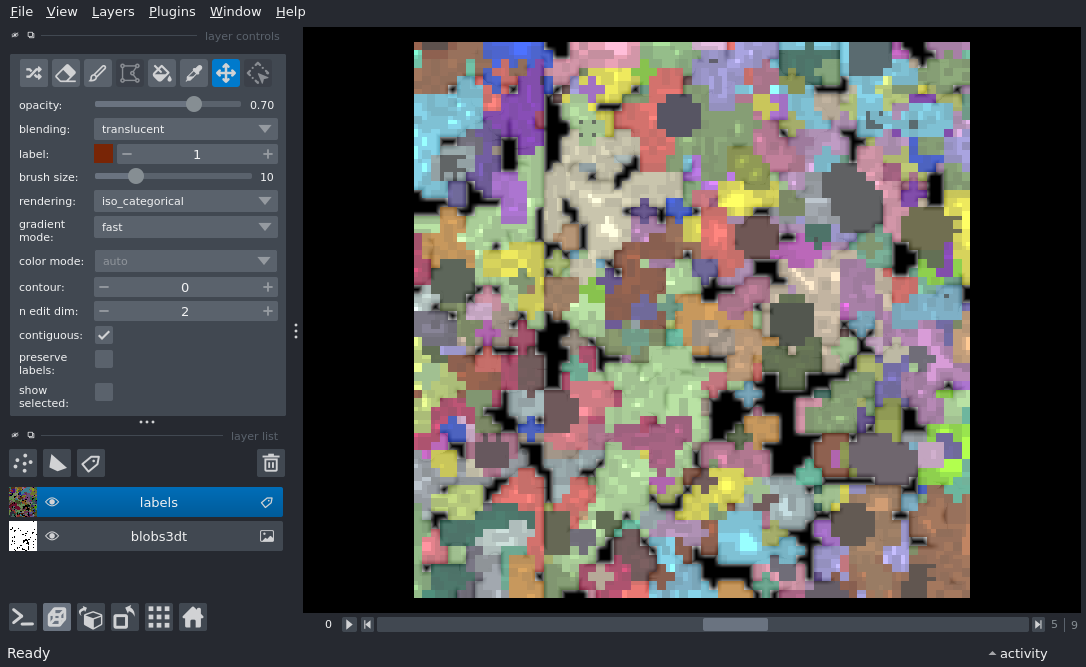 File View Layers Plugins Window Help
layer controls
opacity: 0.70
blending: translucent
label: 1
brush size: 10
rendering: iso_categorical
gradient
mode: fast
color mode: auto
contour: 0
n edit dim: 2
contiguous:
preserve
labels:
show
selected:
layer list
labels
blobs3dt
0 5 | 9
Ready activity